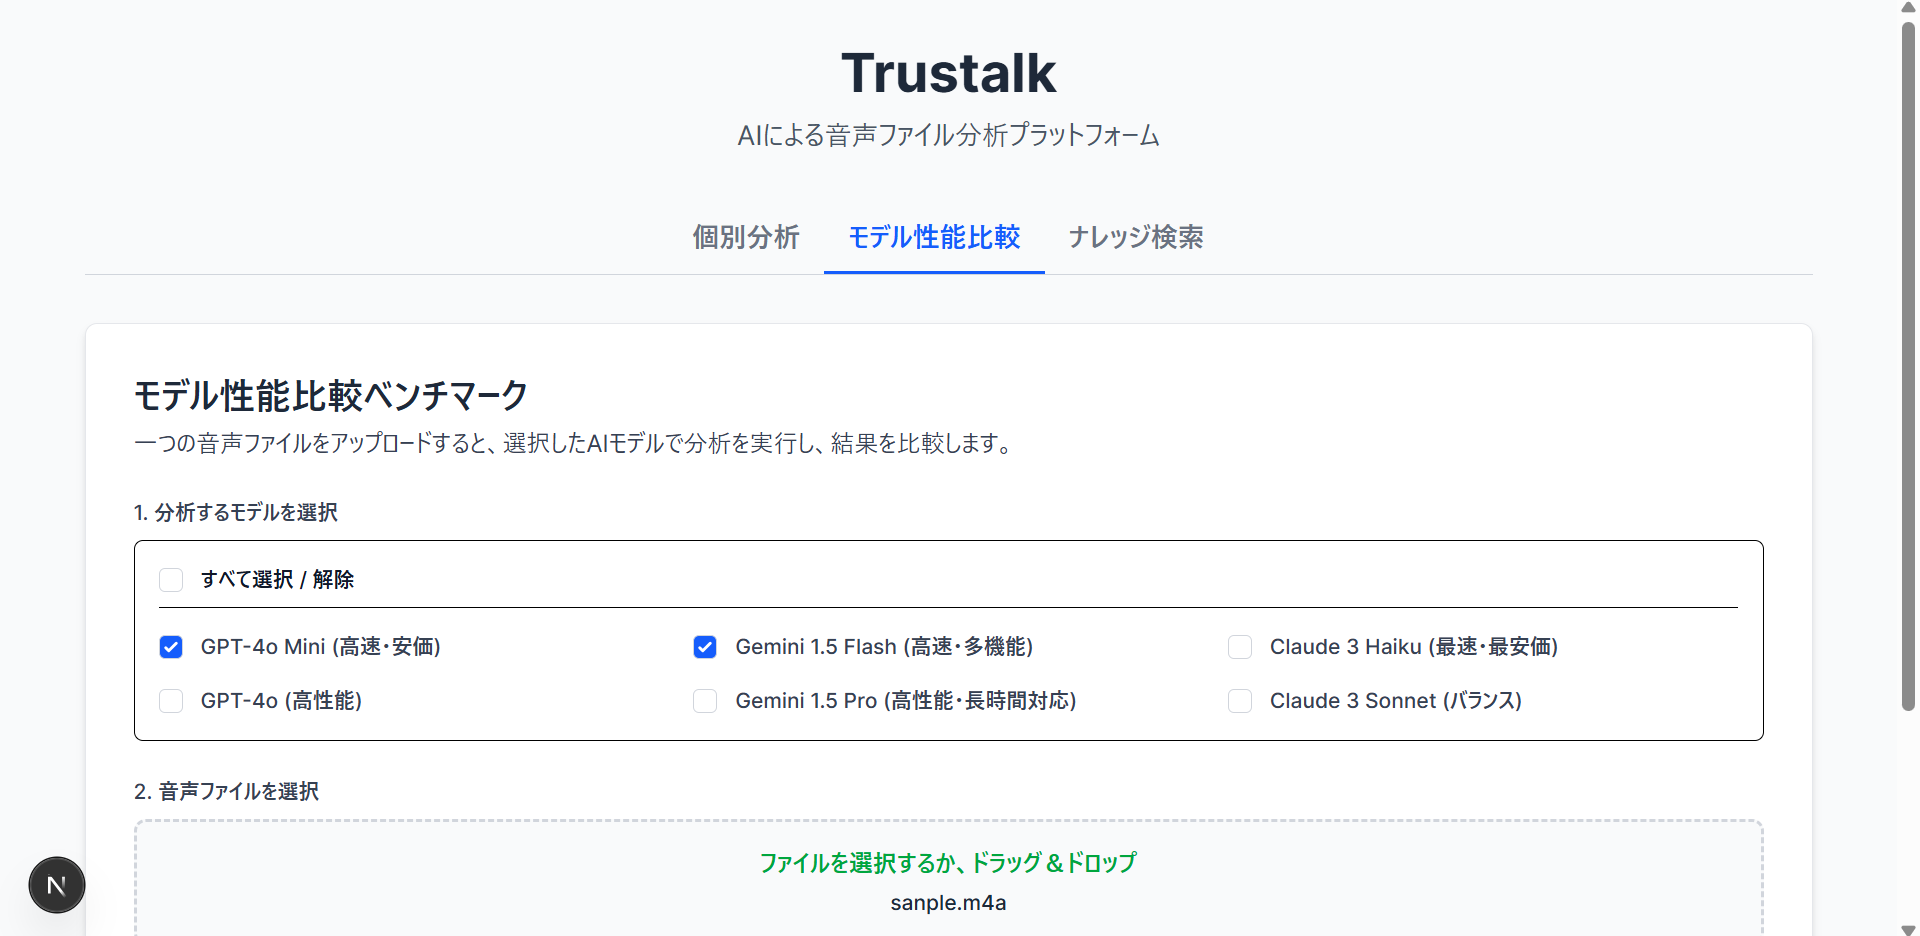 Trustalk
AIによる音声ファイル分析プラットフォーム
個別分析 モデル性能比較 ナレッジ検索
モデル性能比較ベンチマーク
一つの音声ファイルをアップロードすると、選択したAIモデルで分析を実行し、結果を比較します。
1. 分析するモデルを選択
すべて選択 / 解除
GPT-4o Mini (高速・安価) Gemini 1.5 Flash (高速・多機能) Claude 3 Haiku (最速・最安価)
GPT-4o (高性能) Gemini 1.5 Pro (高性能・長時間対応) Claude 3 Sonnet (バランス)
2. 音声ファイルを選択
ファイルを選択するか、ドラッグ＆ドロップ
sanple.m4a
N